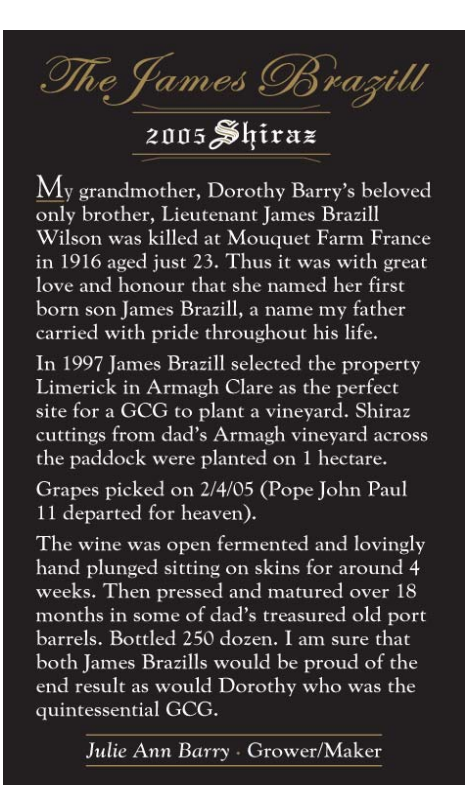 The James Brazill
2005 Shiraz
My grandmother, Dorothy Barry's beloved
only brother, Lieutenant James Brazill
Wilson was killed at Mouquet Farm France
in 1916 aged just 23. Thus it was with great
love and honour that she named her first
born son James Brazill, a name my father
carried with pride throughout his life.
In 1997 James Brazill selected the property
Limerick in Armagh Clare as the perfect
site for a GCG to plant a vineyard. Shiraz
cuttings from dad's Armagh vineyard across
the paddock were planted on 1 hectare.
Grapes picked on 2/4/05 (Pope John Paul
11 departed for heaven).
The wine was open fermented and lovingly
hand plunged sitting on skins for around 4
weeks. Then pressed and matured over 18
months in some of dad's treasured old port
barrels. Bottled 250 dozen. I am sure that
both James Brazills would be proud of the
end result as would Dorothy who was the
quintessential GCG.
Julie Ann Barry · Grower/Maker